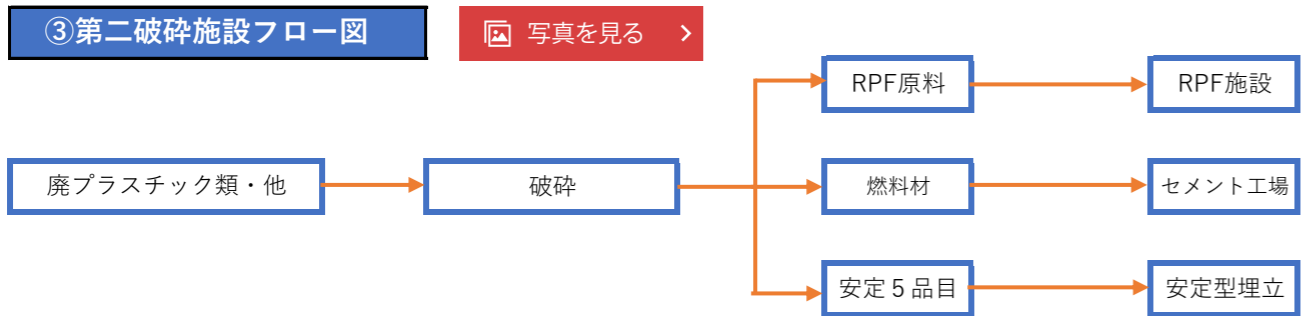 ③第二破砕施設フロー図
写真を見る
RPF原料
RPF施設
廃プラスチック類・他
破砕
燃料材
セメント工場
安定5品目
安定型埋立